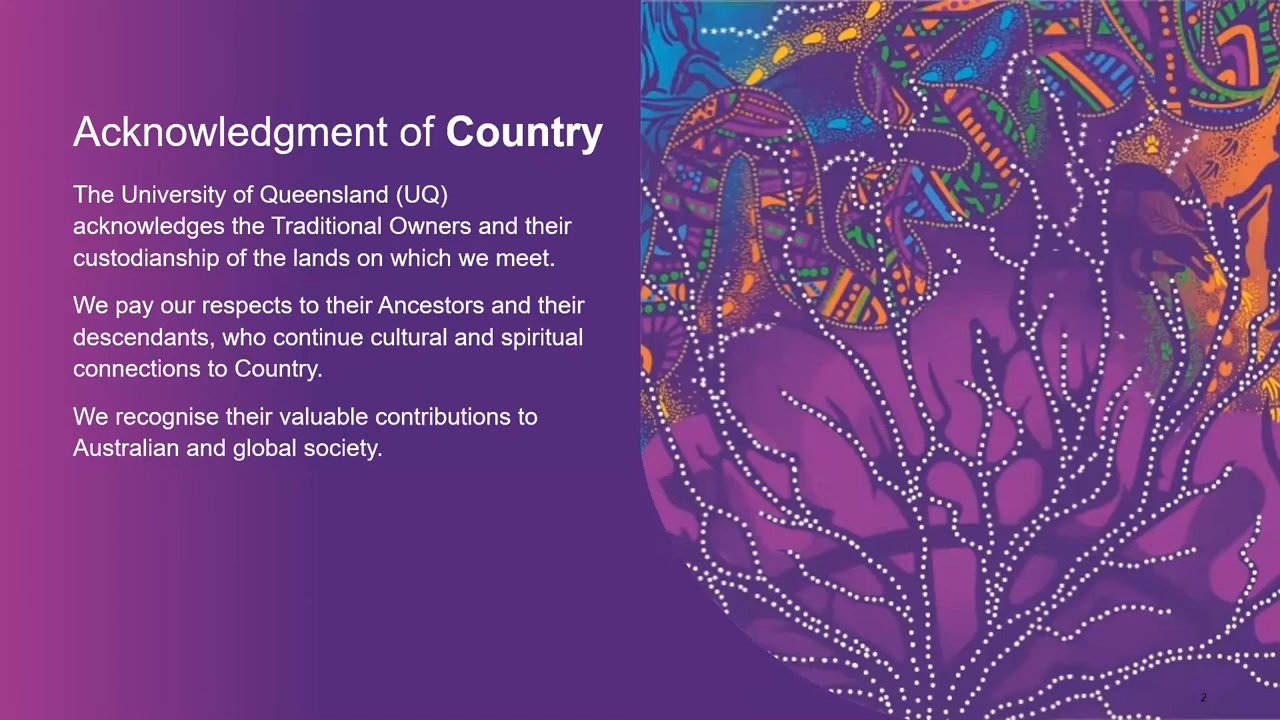 Acknowledgment of Country
The University of Queensland (UQ)
acknowledges the Traditional Owners and their
custodianship of the lands on which we meet.
We pay our respects to their Ancestors and their
descendants, who continue cultural and spiritual
connections to Country.
We recognise their valuable contributions to
Australian and global society.
2